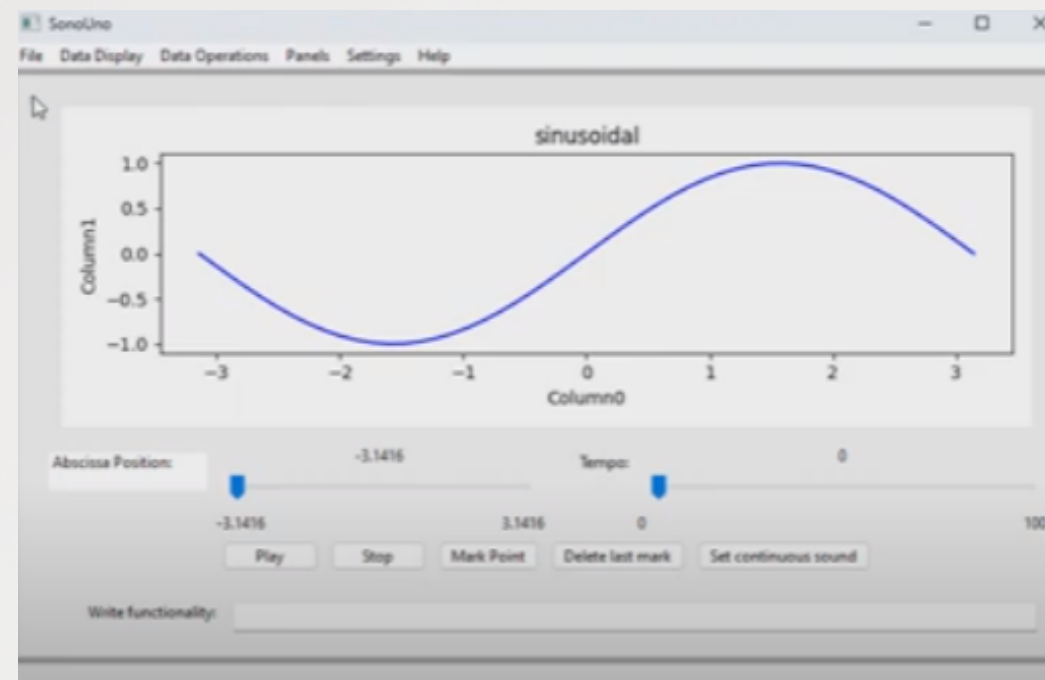 SonoUno
File Data Display Data Operations Panels Settings Help
sinusoidal
1.0
0.5
0.0
−0.5
−1.0
Column1
−3 −2 −1 0 1 2 3
Column0
Abscissa Position: -3.1416 Tempo: 0
-3.1416 3.1416 0 100
Play Stop Mark Point Delete last mark Set continuous sound
Write functionality: